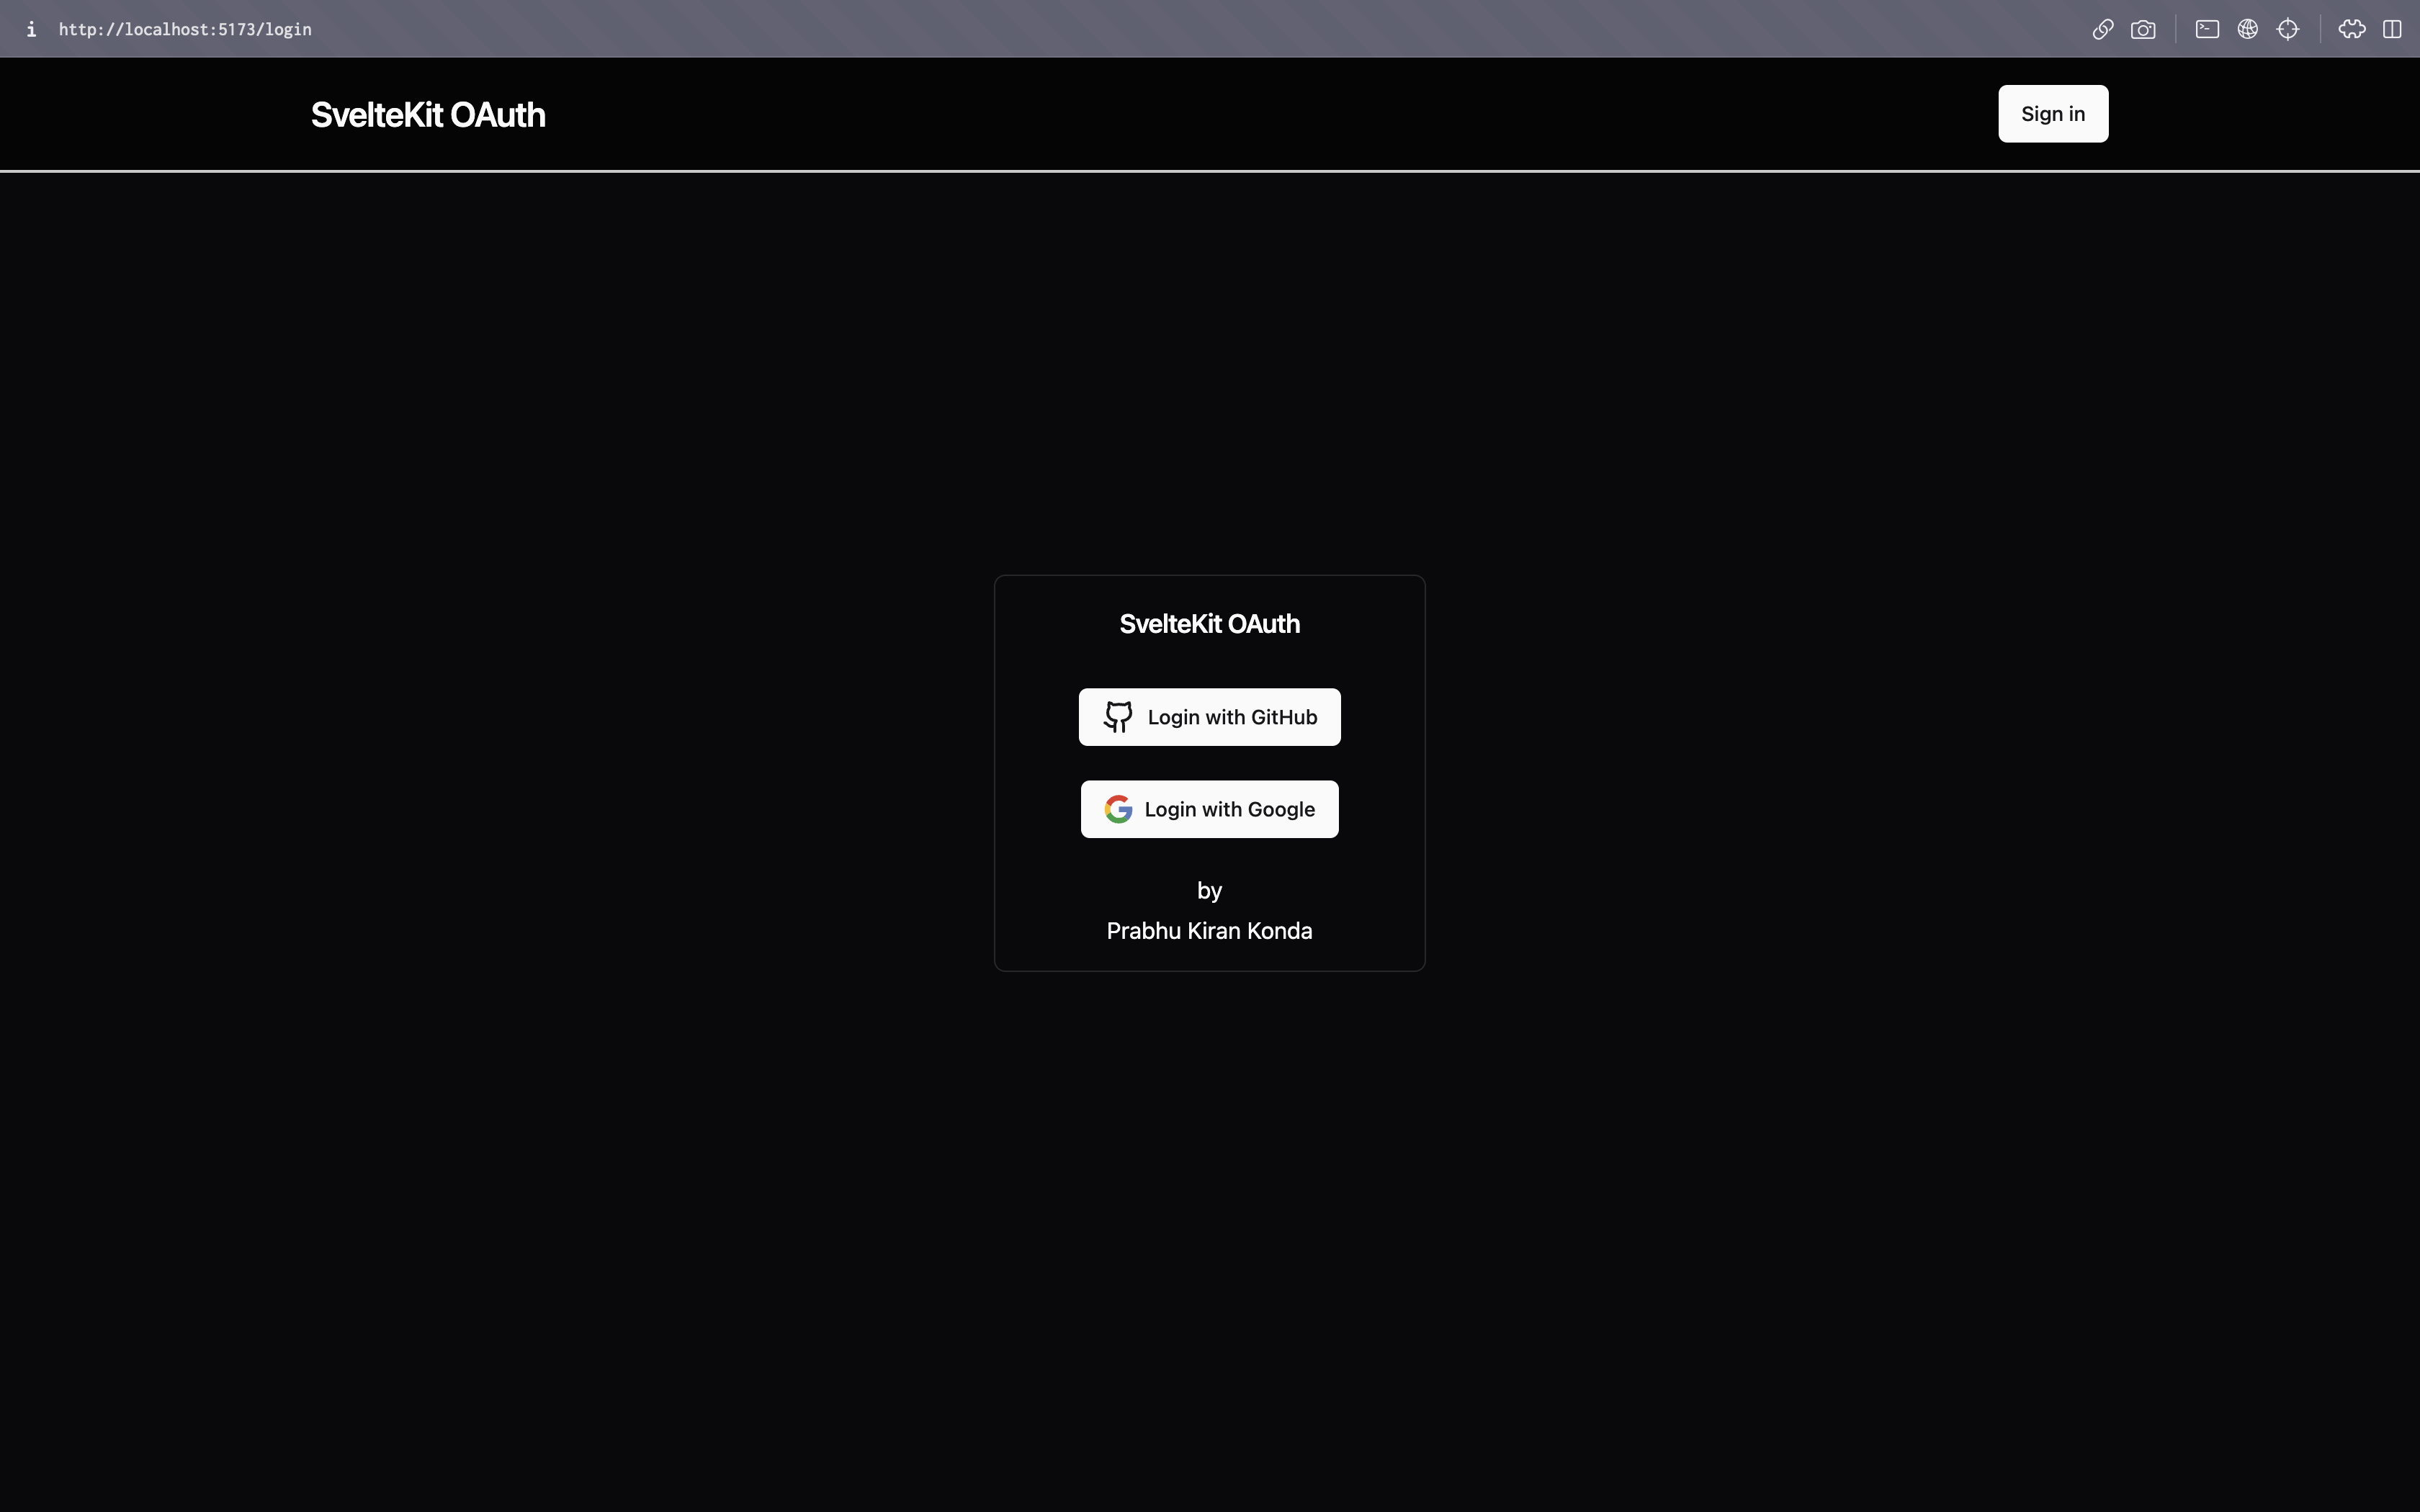 http://localhost:5173/login
SvelteKit OAuth
Sign in
SvelteKit OAuth
Login with GitHub
Login with Google
by
Prabhu Kiran Konda